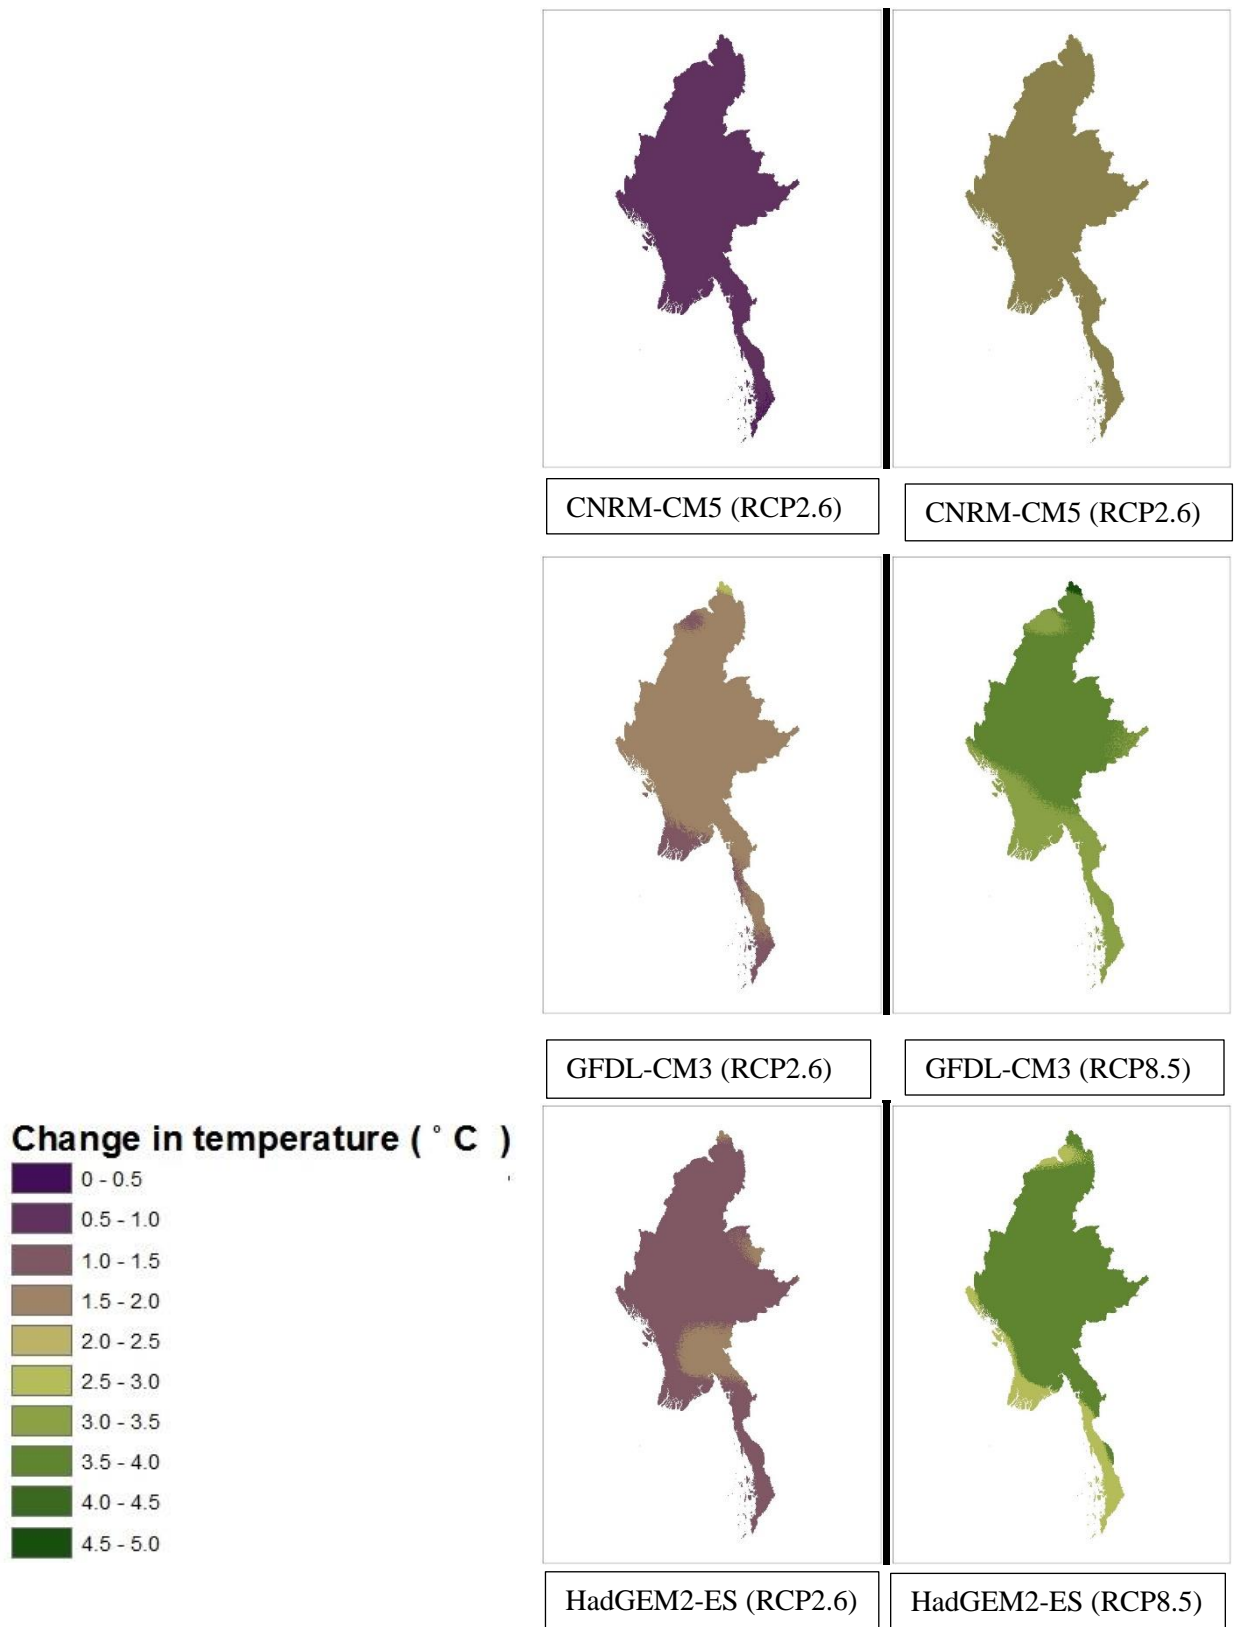 CNRM-CM5 (RCP2.6)
CNRM-CM5 (RCP2.6)
GFDL-CM3 (RCP2.6)
GFDL-CM3 (RCP8.5)
Change in temperature ( ° C )
0 - 0.5
0.5 - 1.0
1.0 - 1.5
1.5 - 2.0
2.0 - 2.5
2.5 - 3.0
3.0 - 3.5
3.5 - 4.0
4.0 - 4.5
4.5 - 5.0
HadGEM2-ES (RCP2.6)
HadGEM2-ES (RCP8.5)